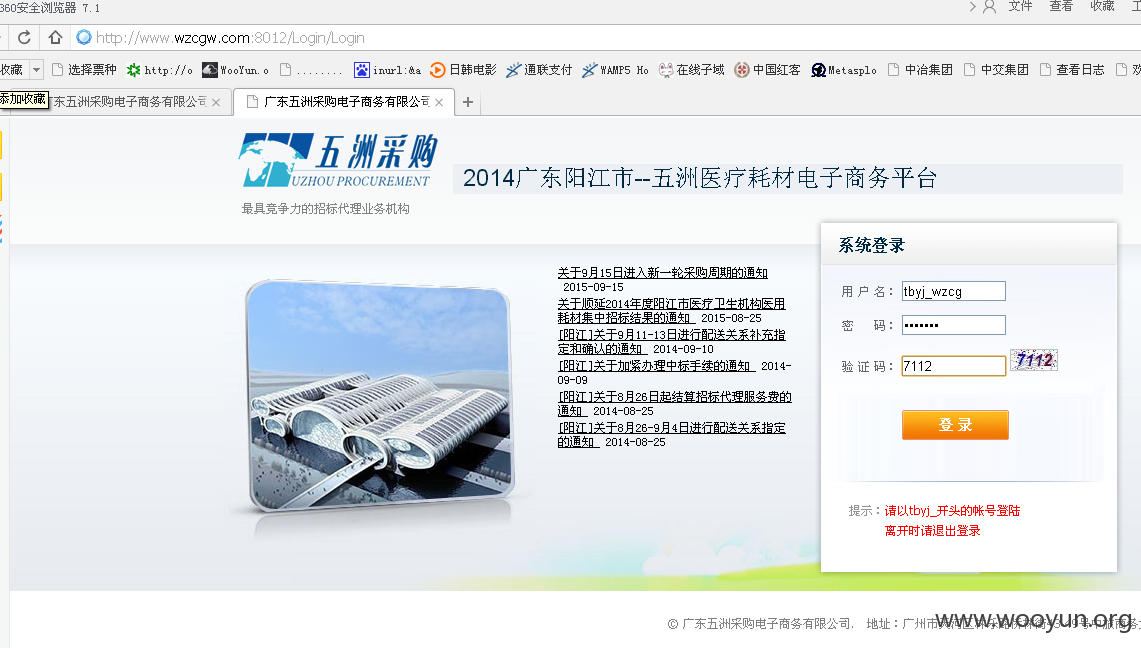 360安全浏览器 7.1
文件 查看 收藏
http://www.wzcgw.com:8012/Login/Login
收藏 选择票种 http://o WooYun.o ........ inurl:&a 日韩电影 通联支付 WAMP5 Ho 在线子域 中国红客 Metasplo 中冶集团 中交集团 查看日志
添加收藏
东五洲采购电子商务有限公司
广东五洲采购电子商务有限公司
五洲采购
UZHOU PROCUREMENT
2014广东阳江市--五洲医疗耗材电子商务平台
最具竞争力的招标代理业务机构
关于9月15日进入新一轮采购周期的通知
2015-09-15
关于顺延2014年度阳江市医疗卫生机构医用
耗材集中招标结果的通知 2015-08-25
[阳江]关于9月11-13日进行配送关系补充指
定和确认的通知 2014-09-10
[阳江]关于加紧办理中标手续的通知 2014-
09-09
[阳江]关于8月26日起结算招标代理服务费的
通知 2014-08-25
[阳江]关于8月26-9月4日进行配送关系指定
的通知 2014-08-25
系统登录
用户名： tbyj_wzcg
密 码： •••••••
验证码： 7112 7112
登录
提示：请以tbyj_开头的帐号登陆
离开时请退出登录
© 广东五洲采购电子商务有限公司. 地址：广州市
www.wooyun.org